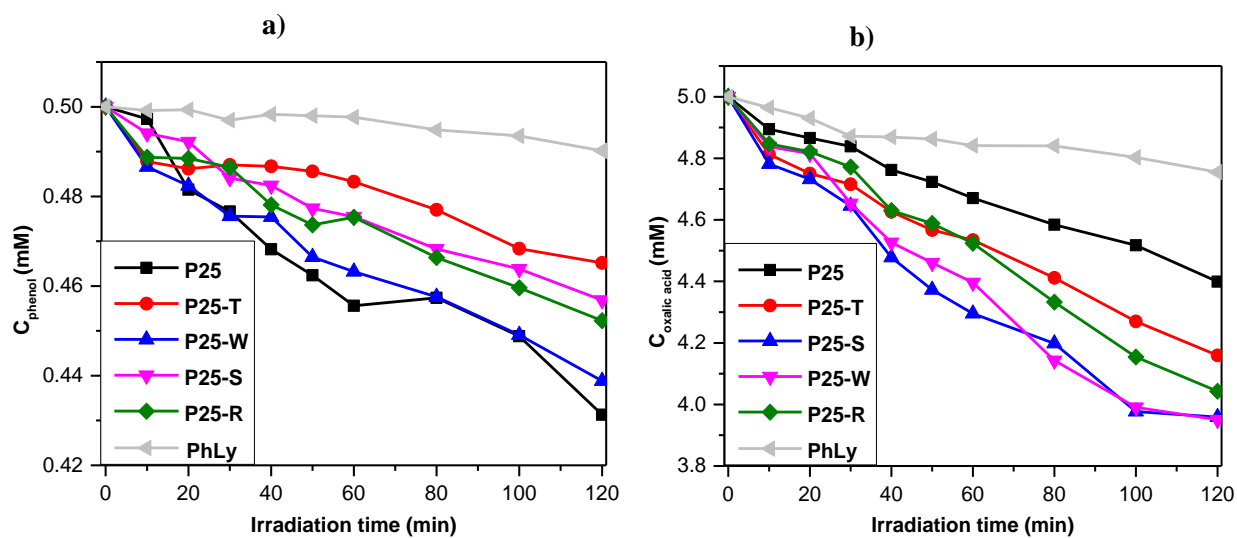 a)
0.50
0.48
0.46
0.44
0.42
C phenol (mM)
P25
P25-T
P25-W
P25-S
P25-R
PhLy
0 20 40 60 80 100 120
Irradiation time (min)
b)
5.0
4.8
4.6
4.4
4.2
4.0
3.8
C oxalic acid (mM)
P25
P25-T
P25-S
P25-W
P25-R
PhLy
0 20 40 60 80 100 120
Irradiation time (min)